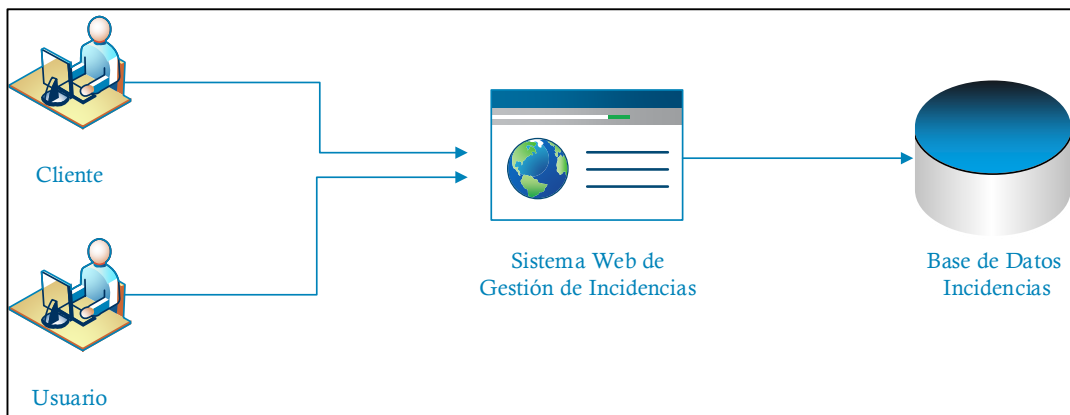 Cliente
Usuario
Sistema Web de
Gestión de Incidencias
Base de Datos
Incidencias